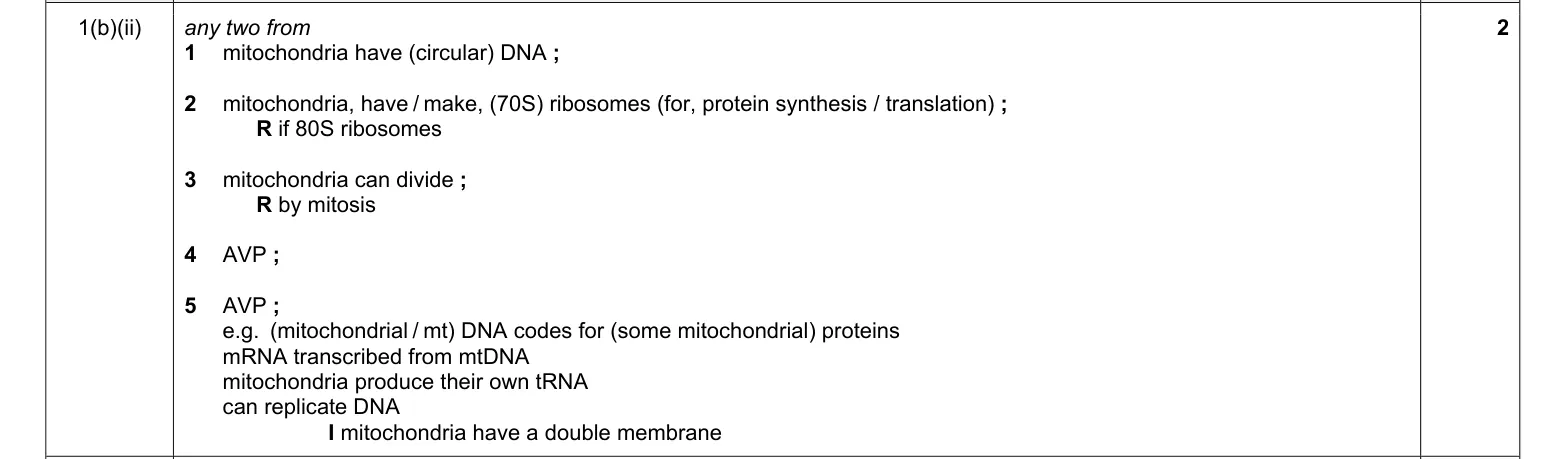 1(b)(ii) any two from 2
1 mitochondria have (circular) DNA ;
2 mitochondria, have / make, (70S) ribosomes (for, protein synthesis / translation) ;
R if 80S ribosomes
3 mitochondria can divide ;
R by mitosis
4 AVP ;
5 AVP ;
e.g. (mitochondrial / mt) DNA codes for (some mitochondrial) proteins
mRNA transcribed from mtDNA
mitochondria produce their own tRNA
can replicate DNA
I mitochondria have a double membrane